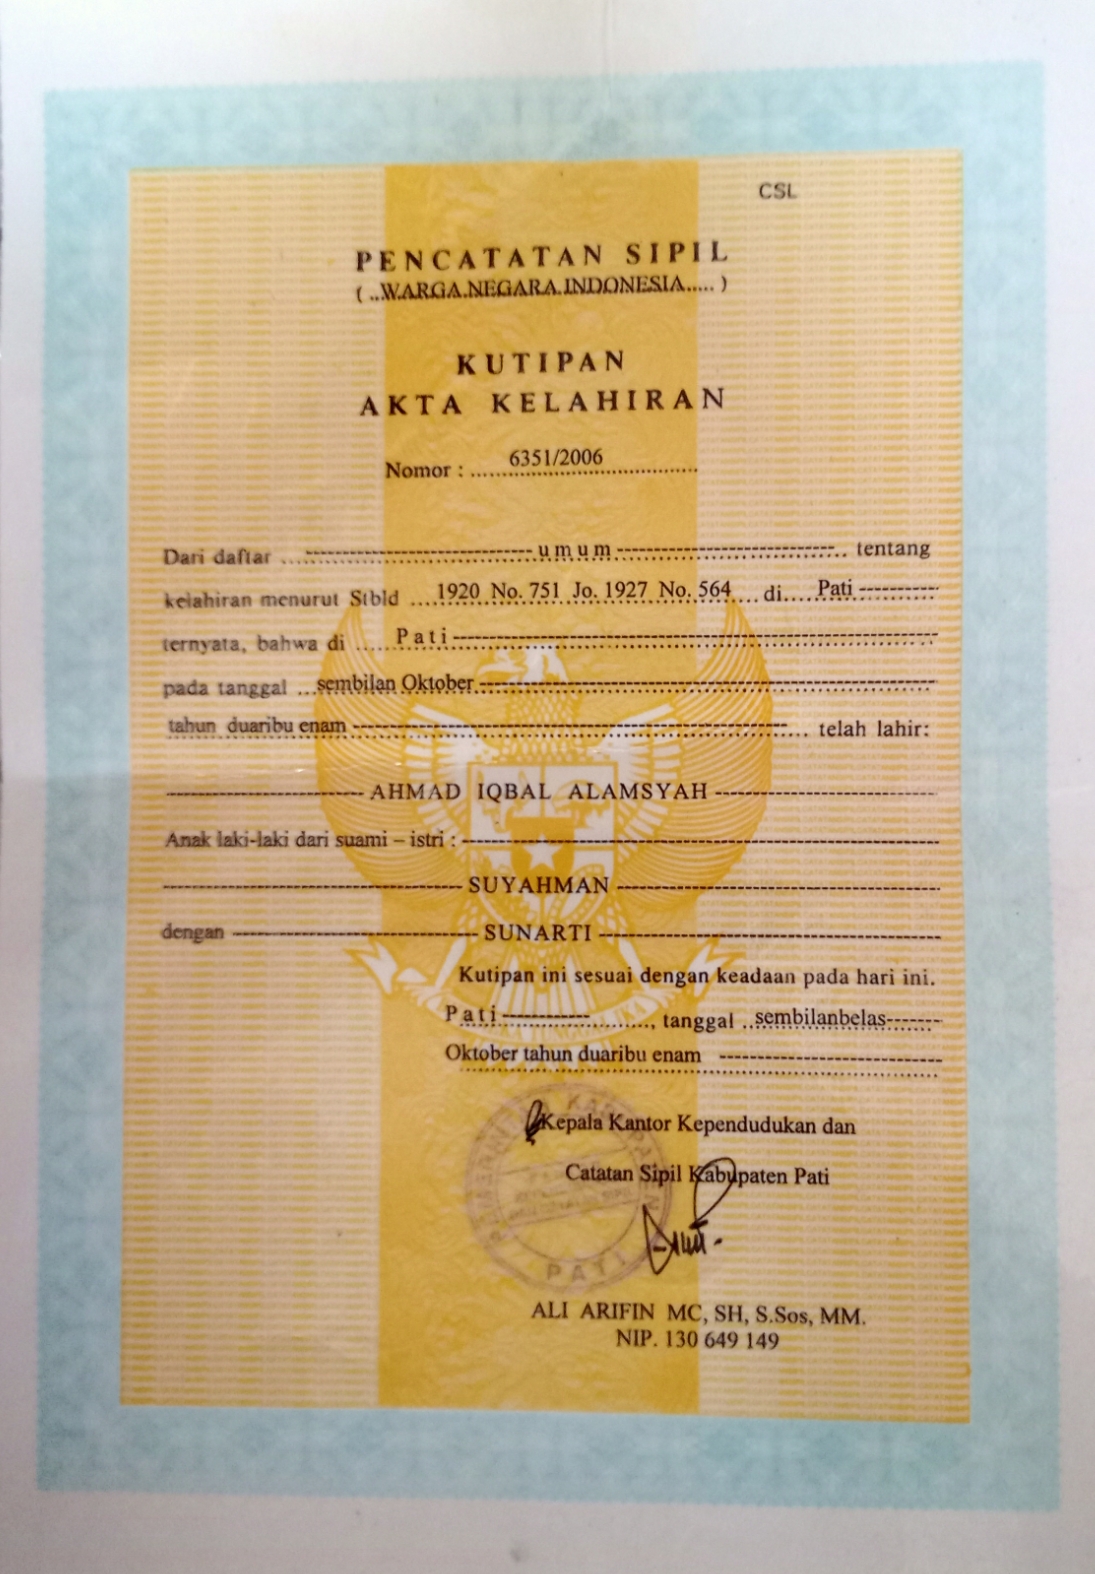 CSL
PENCATATAN SIPIL
( ..WARGA.NEGARA.INDONESIA..... )
KUTIPAN
AKTA KELAHIRAN
Nomor : 6351/2006
Dari daftar ... umum ... tentang
kelahiran menurut Stbld ....1920 No. 751 Jo. 1927 No. 564.... di.....Pati
ternyata, bahwa di ..... Pati
pada tanggal ...sembilan Oktober
tahun duaribu enam ... telah lahir:
AHMAD IQBAL ALAMSYAH
Anak laki-laki dari suami – istri :
SUYAHMAN
dengan SUNARTI
Kutipan ini sesuai dengan keadaan pada hari ini.
Pati ......, tanggal ..sembilanbelas
Oktober tahun duaribu enam
Kepala Kantor Kependudukan dan
Catatan Sipil Kabupaten Pati
PATI
ALI ARIFIN MC, SH, S.Sos, MM.
NIP. 130 649 149